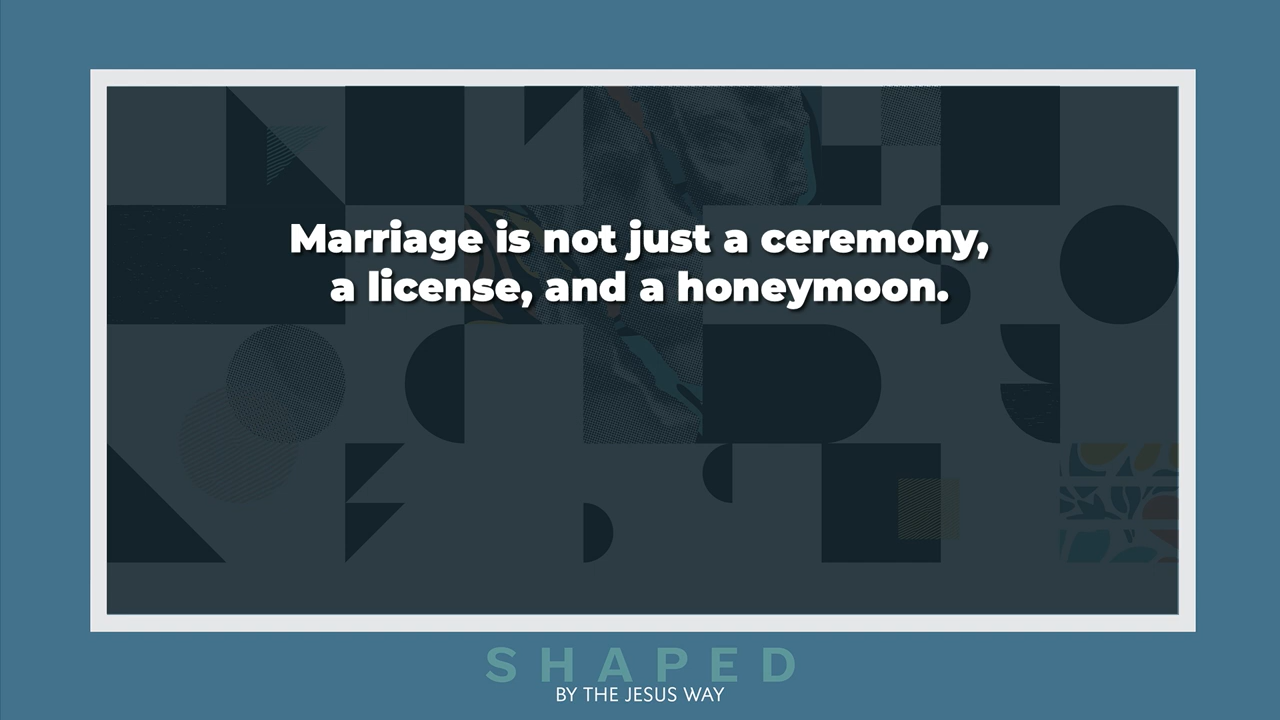 Marriage is not just a ceremony,
a license, and a honeymoon.
SHAPED
BY THE JESUS WAY